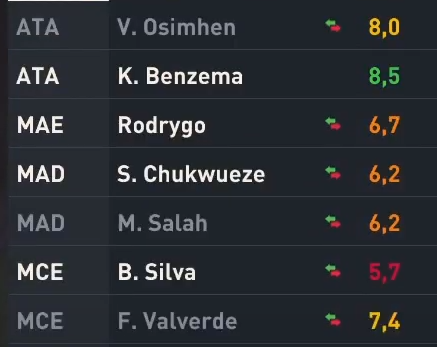 ATA V. Osimhen 8,0
ATA K. Benzema 8,5
MAE Rodrygo 6,7
MAD S. Chukwueze 6,2
MAD M. Salah 6,2
MCE B. Silva 5,7
MCE F. Valverde 7,4